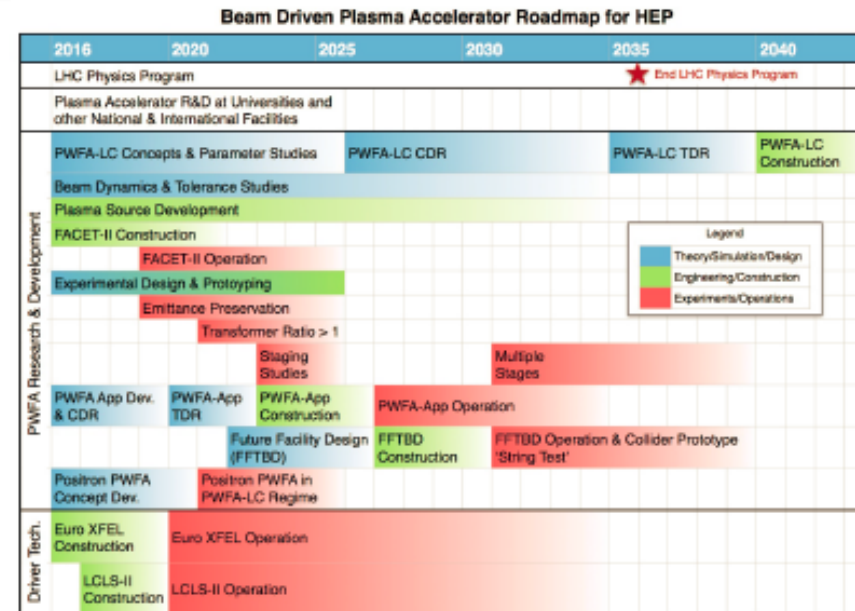 Beam Driven Plasma Accelerator Roadmap for HEP
2016 2020 2025 2030 2035 2040
LHC Physics Program
End LHC Physics Program
Plasma Accelerator R&D at Universities and
other National & International Facilities
PWFA Research & Development
PWFA-LC Concepts & Parameter Studies
PWFA-LC CDR
PWFA-LC TDR
PWFA-LC
Construction
Beam Dynamics & Tolerance Studies
Plasma Source Development
FACET-II Construction
FACET-II Operation
Experimental Design & Protoyping
Emittance Preservation
Transformer Ratio > 1
Staging
Studies
Multiple
Stages
PWFA App Dev.
& CDR
PWFA-App
TDR
PWFA-App
Construction
PWFA-App Operation
Future Facility Design
(FFTBD)
FFTBD
Construction
FFTBD Operation & Collider Prototype
'String Test'
Positron PWFA
Concept Dev.
Positron PWFA in
PWFA-LC Regime
Legend
Theory/Simulation/Design
Engineering/Construction
Experiments/Operations
Driver Tech.
Euro XFEL
Construction
Euro XFEL Operation
LCLS-II
Construction
LCLS-II Operation